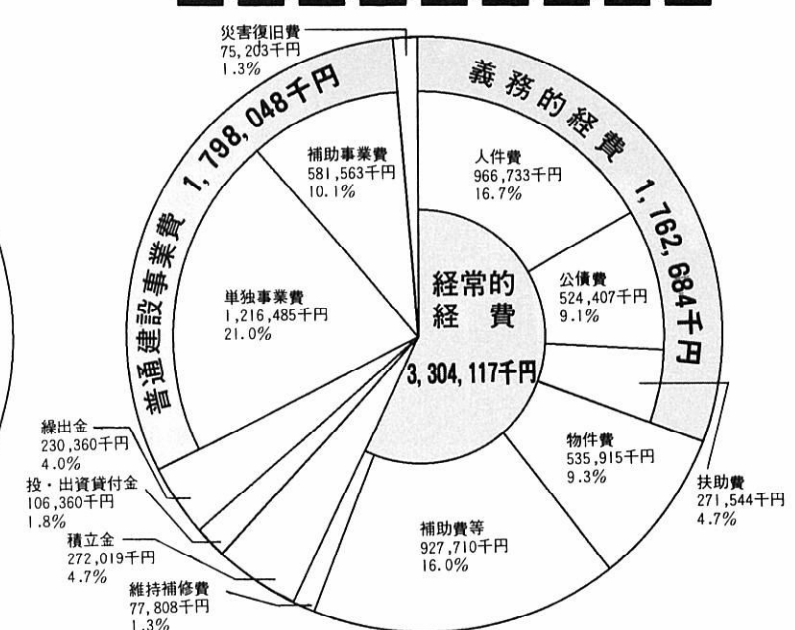 災害復旧費
75,203千円
1.3%
義務的経費 1,762,684千円
人件費
966,733千円
16.7%
公債費
524,407千円
9.1%
扶助費
271,544千円
4.7%
経常的
経費
3,304,117千円
物件費
535,915千円
9.3%
補助費等
927,710千円
16.0%
維持補修費
77,808千円
1.3%
積立金
272,019千円
4.7%
投・出資貸付金
106,360千円
1.8%
繰出金
230,360千円
4.0%
普通建設事業費 1,798,048千円
単独事業費
1,216,485千円
21.0%
補助事業費
581,563千円
10.1%